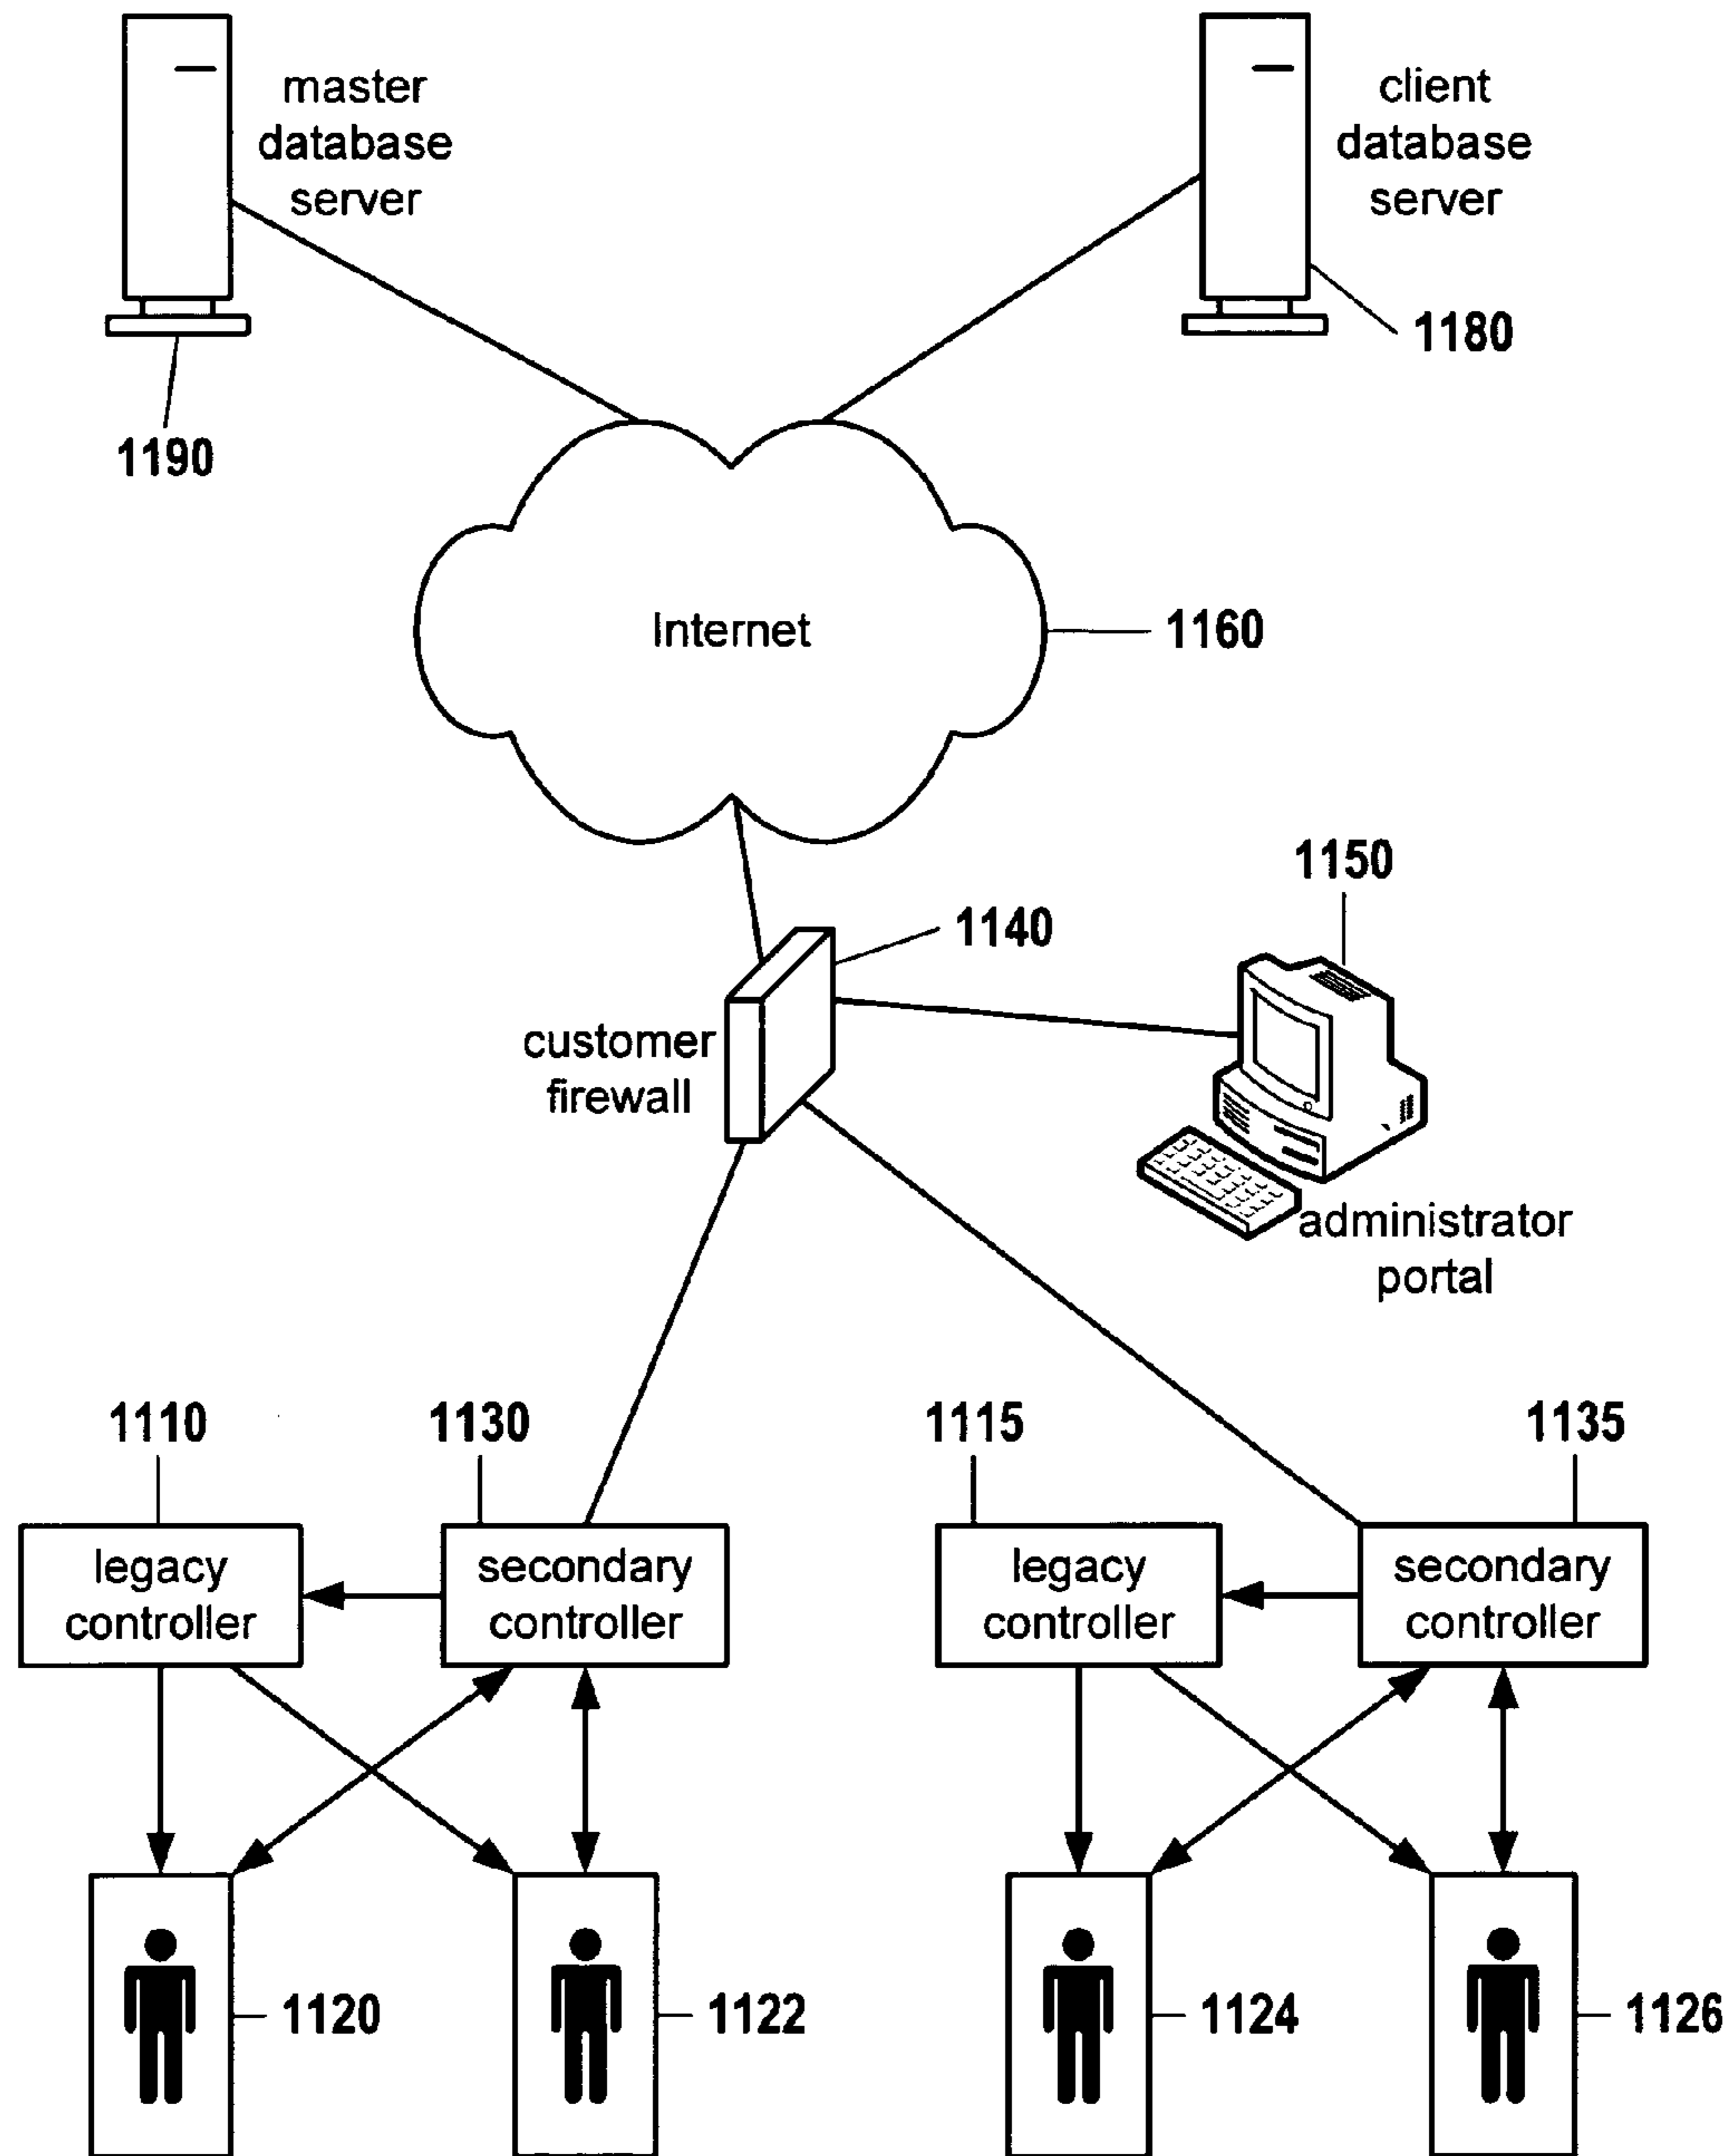 master
database
server
client
database
server
1180
1190
Internet
1160
1150
1140
customer
firewall
administrator
portal
1110
1130
1115
1135
legacy
controller
secondary
controller
legacy
controller
secondary
controller
1120
1122
1124
1126